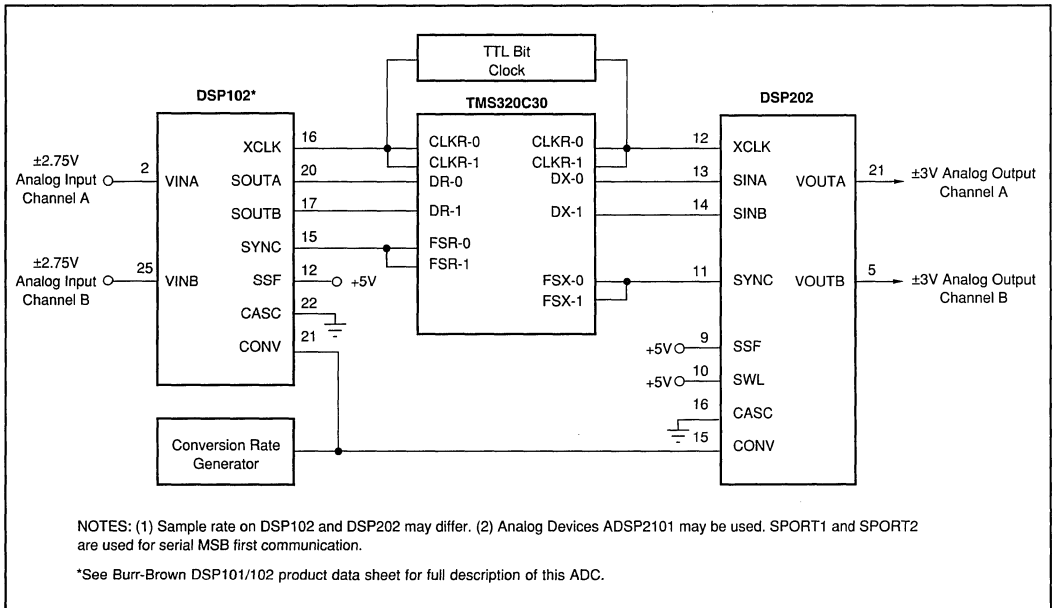 TTL Bit
Clock
DSP102*
TMS320C30
DSP202
±2.75V
Analog Input
Channel A
2
VINA
XCLK
16
SOUTA
20
SOUTB
17
SYNC
15
±2.75V
Analog Input
Channel B
25
VINB
SSF
12
+5V
CASC
22
CONV
21
CLKR-0
CLKR-1
DR-0
DR-1
FSR-0
FSR-1
CLKR-0
CLKR-1
DX-0
DX-1
FSX-0
FSX-1
12
XCLK
13
SINA
14
SINB
11
SYNC
+5V
9
SSF
+5V
10
SWL
16
CASC
15
CONV
VOUTA
21
±3V Analog Output
Channel A
VOUTB
5
±3V Analog Output
Channel B
Conversion Rate
Generator
NOTES: (1) Sample rate on DSP102 and DSP202 may differ. (2) Analog Devices ADSP2101 may be used. SPORT1 and SPORT2
are used for serial MSB first communication.
*See Burr-Brown DSP101/102 product data sheet for full description of this ADC.